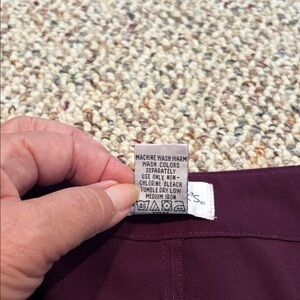 MACHINE WASH WARM
WASH COLORS
SEPARATELY
USE ONLY NON-
CHLORINE BLEACH
TUMBLE DRY LOW
MEDIUM IRON